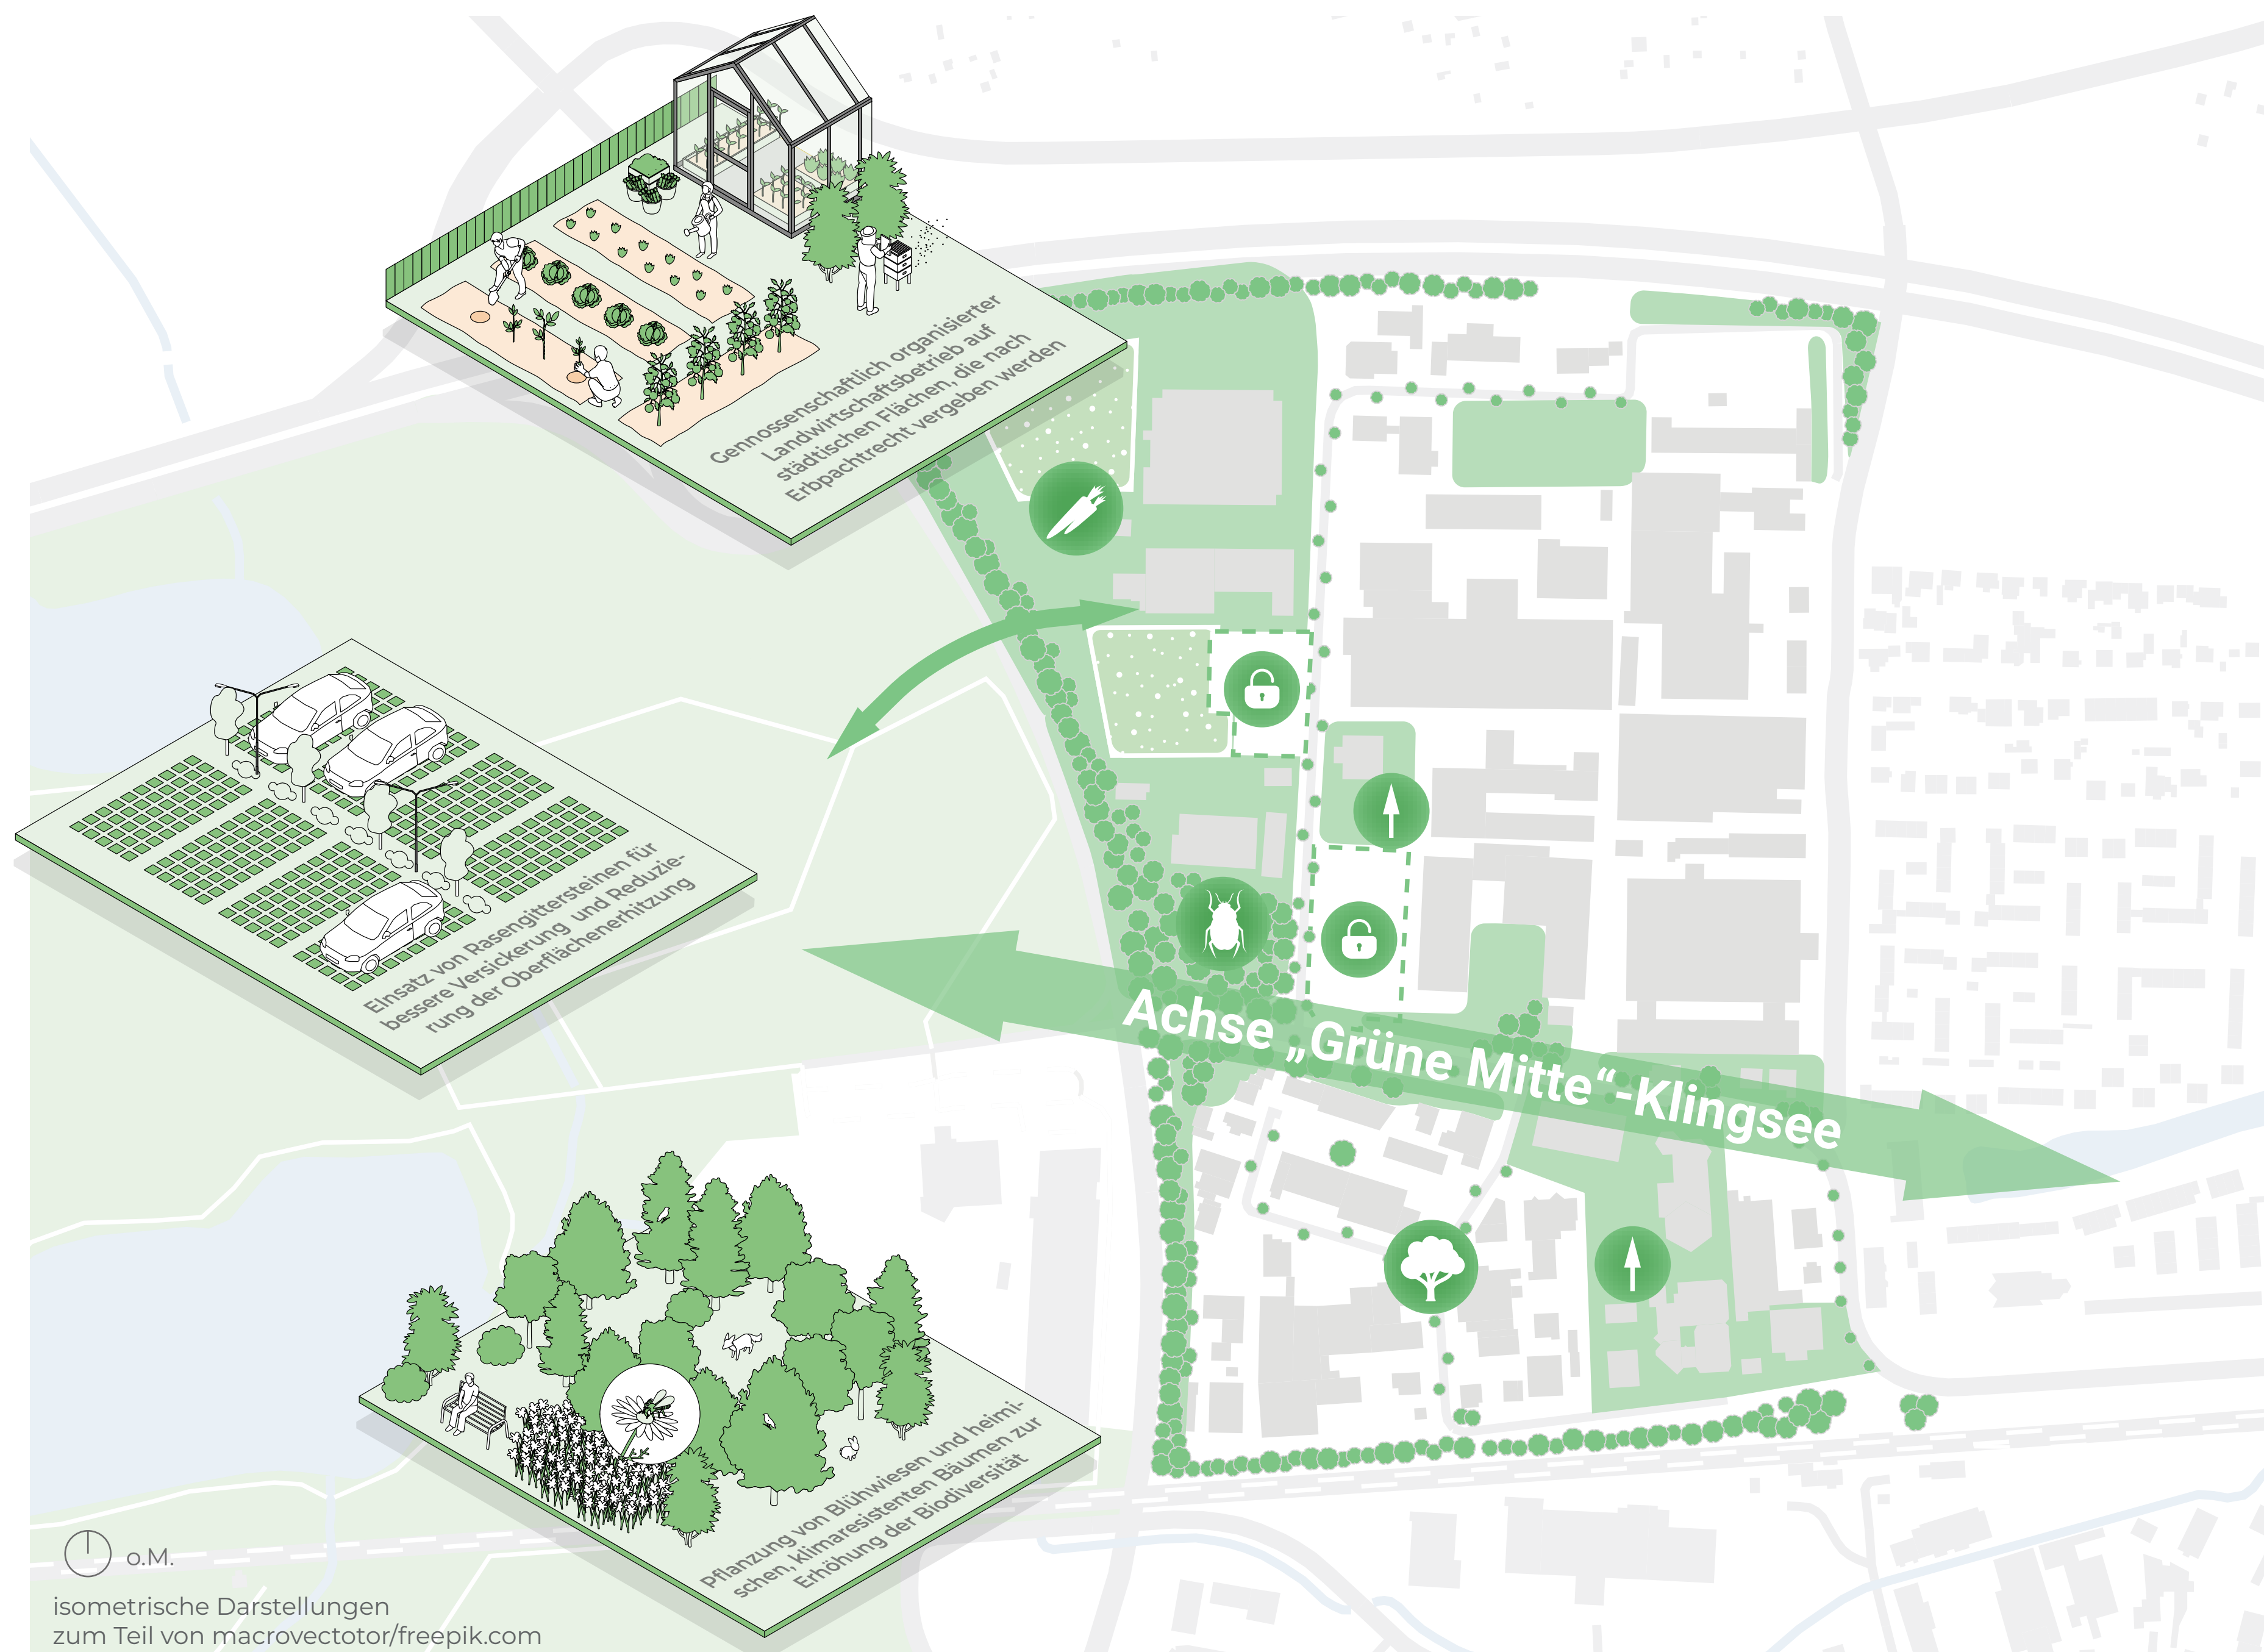 Gennossenschaftlich organisierter
Landwirtschaftsbetrieb auf
städtischen Flächen, die nach
Erbpachtrecht vergeben werden
EInsatz von Rasengittersteinen für
bessere Versickerung und Reduzie-
rung der Oberflächenerhitzung
Achse „Grüne Mitte“-Klingsee
Pflanzung von Blühwiesen und heimi-
schen, klimaresistenten Bäumen zur
Erhöhung der Biodiversität
o.M.
isometrische Darstellungen
zum Teil von macrovectotor/freepik.com